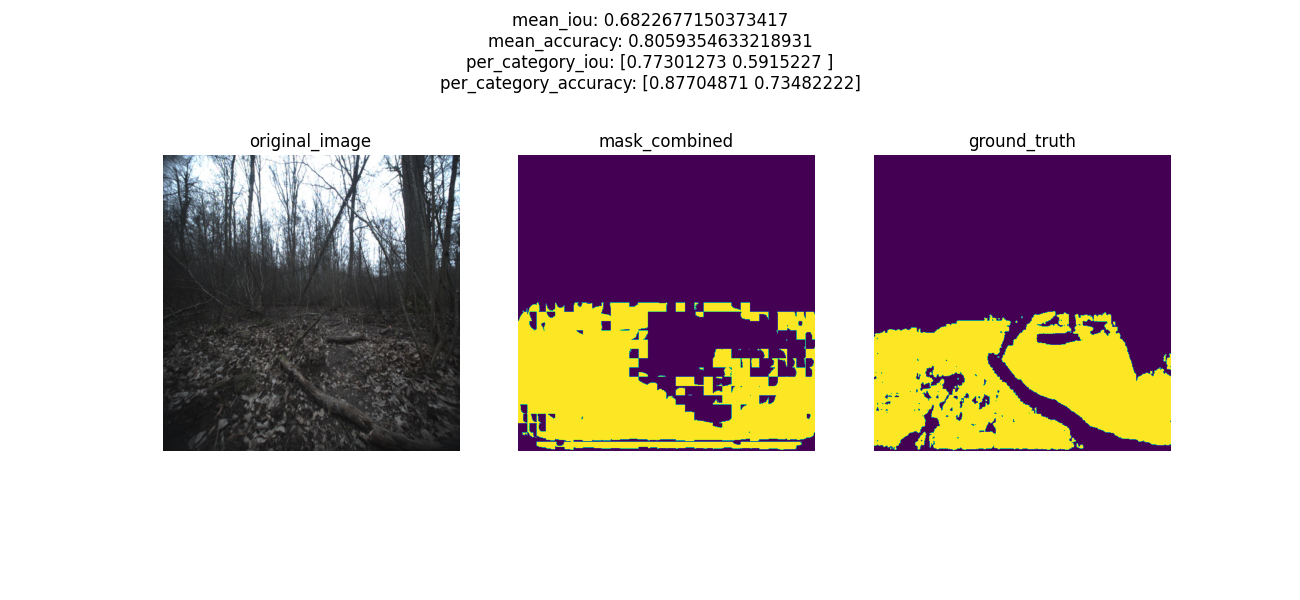 mean_iou: 0.6822677150373417
mean_accuracy: 0.8059354633218931
per_category_iou: [0.77301273 0.5915227 ]
per_category_accuracy: [0.87704871 0.73482222]
original_image
mask_combined
ground_truth